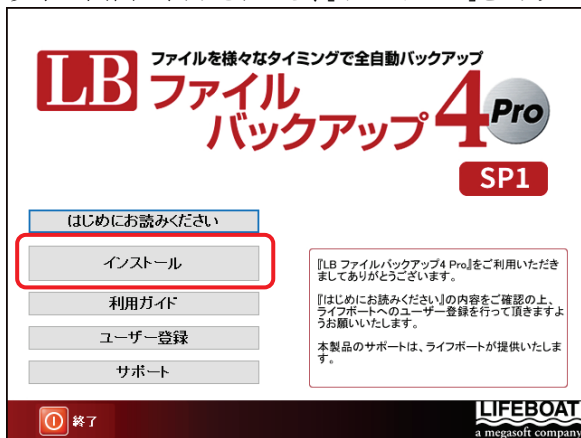 LB ファイルを様々なタイミングで全自動バックアップ
ファイル
バックアップ4 Pro
SP1
はじめにお読みください
インストール
利用ガイド
ユーザー登録
サポート
『LB ファイルバックアップ4 Pro』をご利用いただき
ましてありがとうございます。
『はじめにお読みください』の内容をご確認の上、
ライフボートへのユーザー登録を行って頂きますよ
うお願いいたします。
本製品のサポートは、ライフボートが提供いたしま
す。
終了
LIFEBOAT
a megasoft company